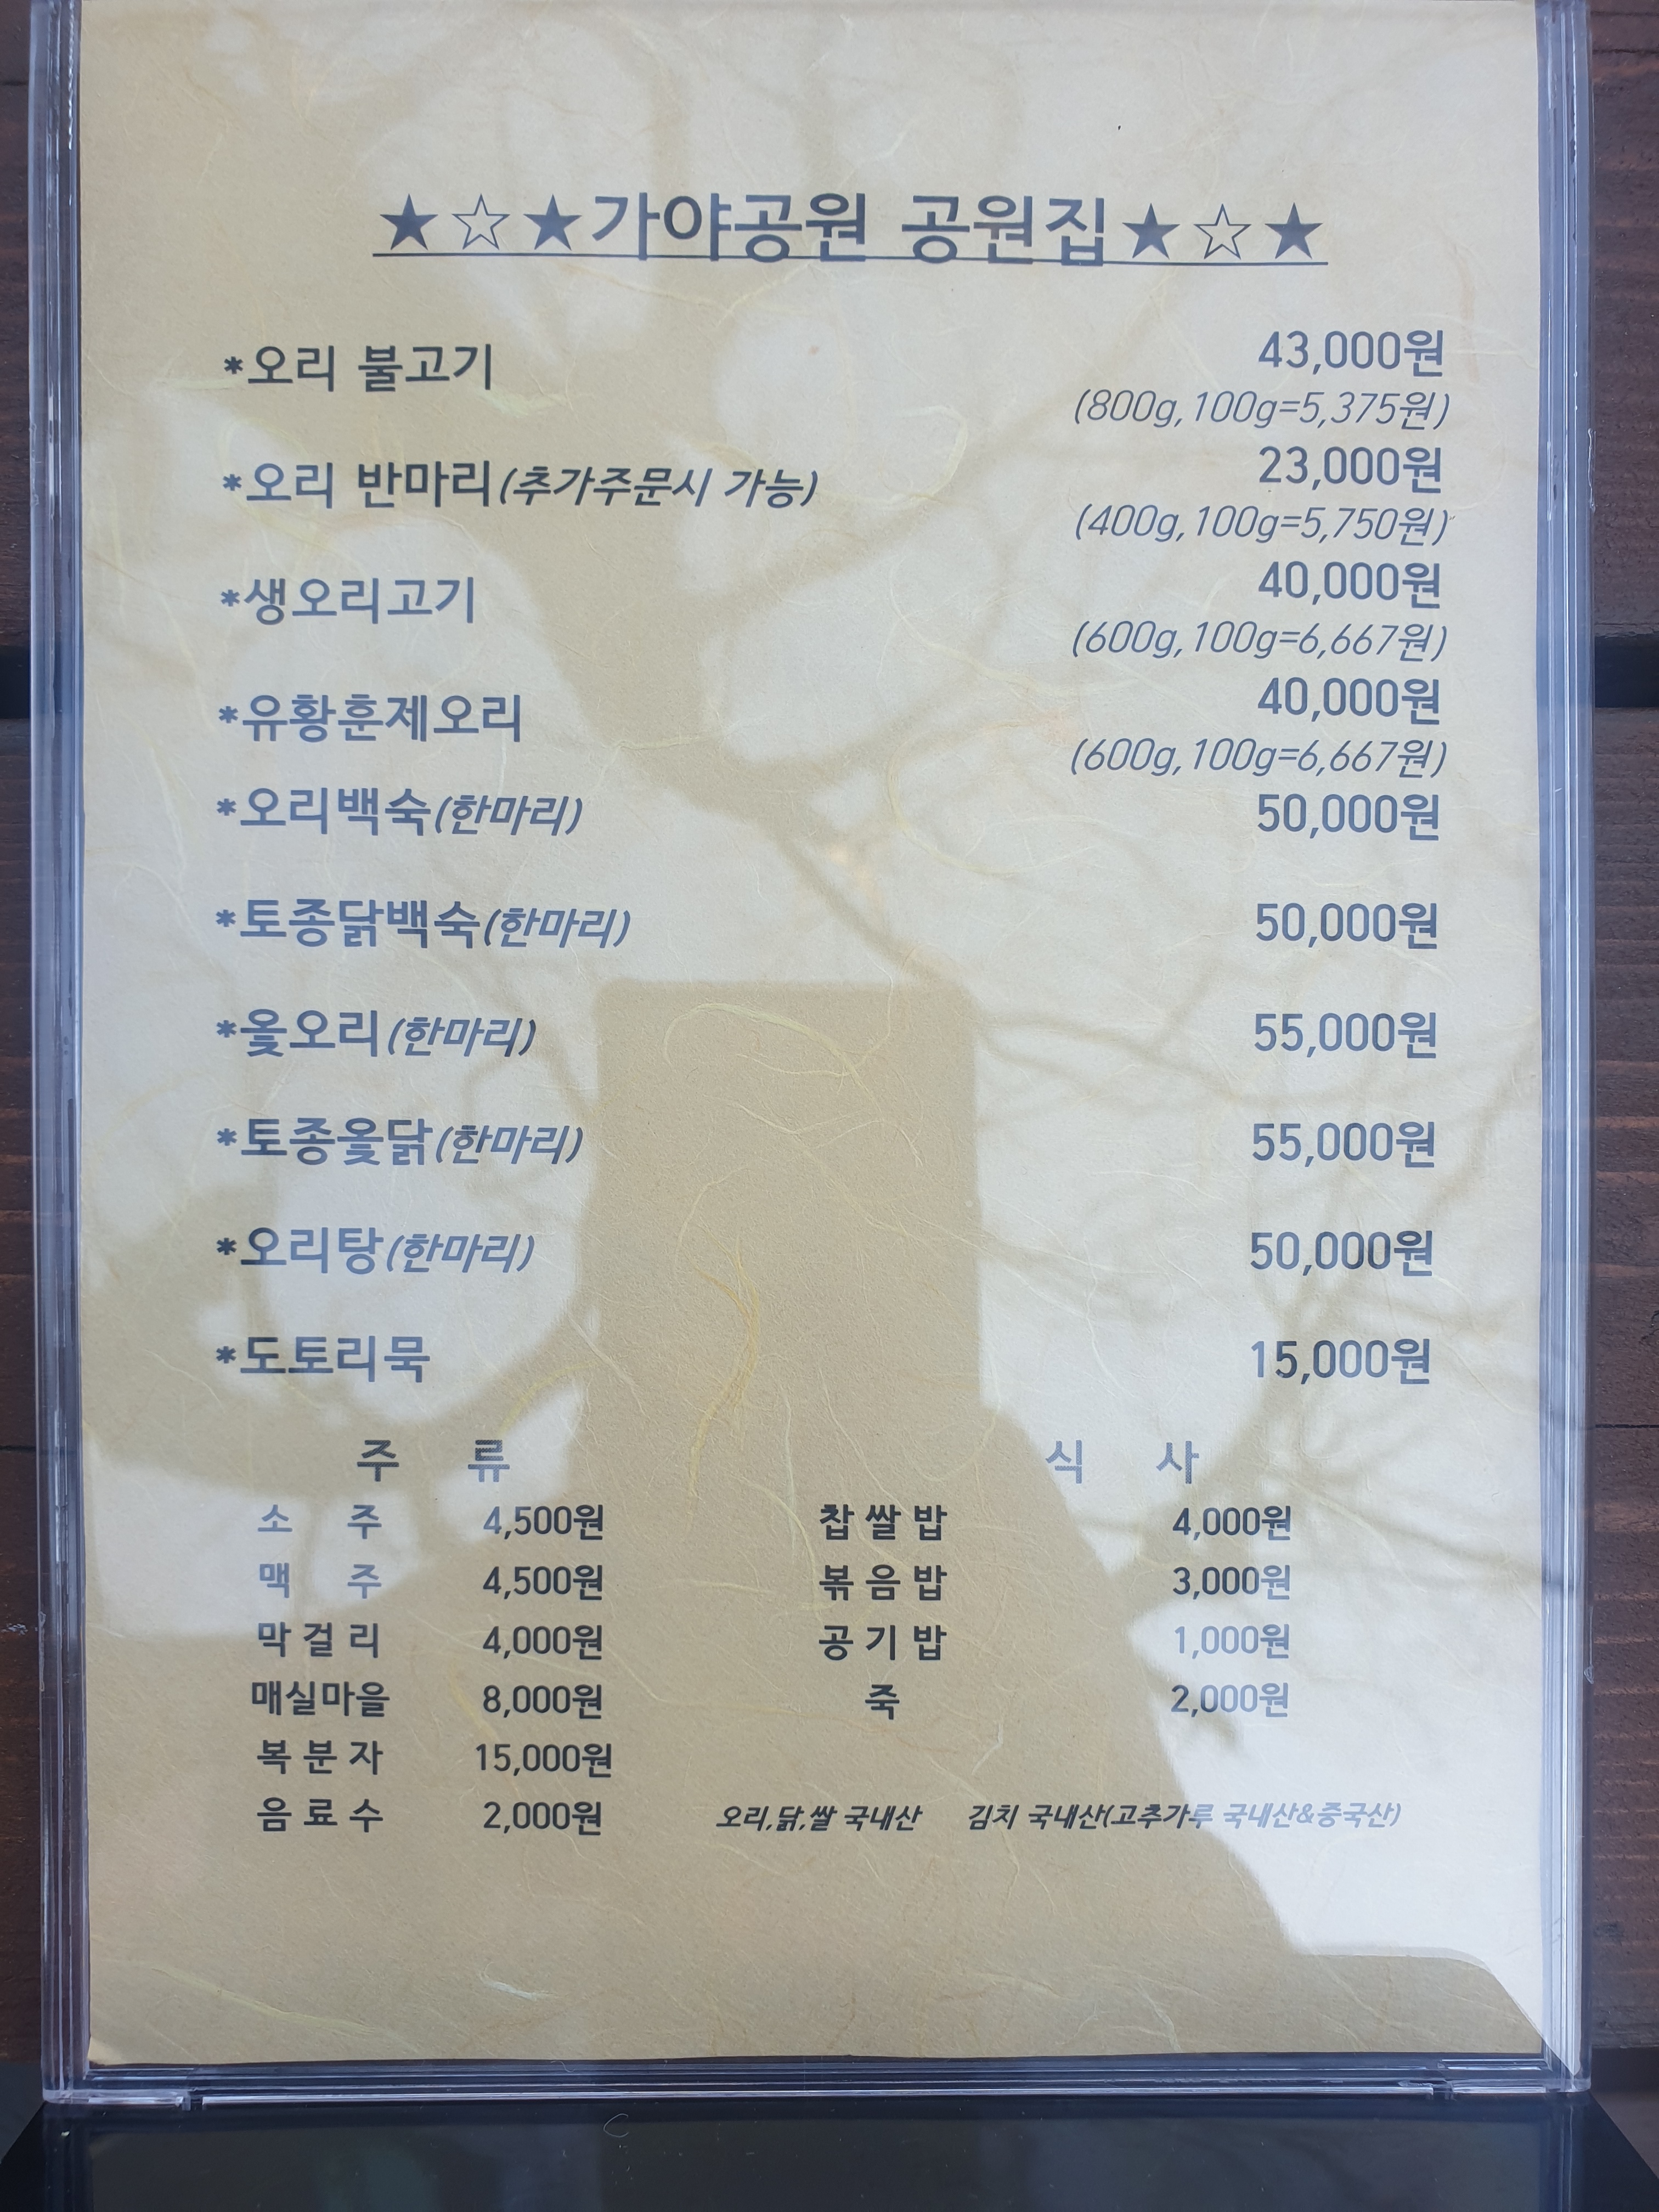 ★☆★가야공원 공원집★☆★
*오리 불고기 43,000원
(800g,100g=5,375원)
*오리 반마리(추가주문시 가능) 23,000원
(400g,100g=5,750원)
*생오리고기 40,000원
(600g,100g=6,667원)
*유황훈제오리 40,000원
(600g,100g=6,667원)
*오리백숙(한마리) 50,000원
*토종닭백숙(한마리) 50,000원
*옻오리(한마리) 55,000원
*토종옻닭(한마리) 55,000원
*오리탕(한마리) 50,000원
*도토리묵 15,000원
주 류
소 주 4,500원
맥 주 4,500원
막걸리 4,000원
매실마을 8,000원
복분자 15,000원
음료수 2,000원
식 사
찹쌀밥 4,000원
볶음밥 3,000원
공기밥 1,000원
죽 2,000원
오리,닭,쌀 국내산 김치 국내산(고추가루 국내산&중국산)